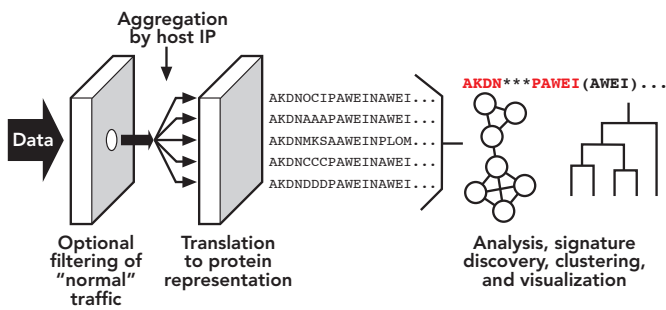 Aggregation
by host IP
Data
AKDNOCIPAWEINAWEI...
AKDNAAAPAWEINAWEI...
AKDNMKSAAWEINPLOM...
AKDNCCCPAWEINAWEI...
AKDNDDDPAWEINAWEI...
AKDN***PAWEI(AWEI)...
Optional
filtering of
“normal”
traffic
Translation
to protein
representation
Analysis, signature
discovery, clustering,
and visualization